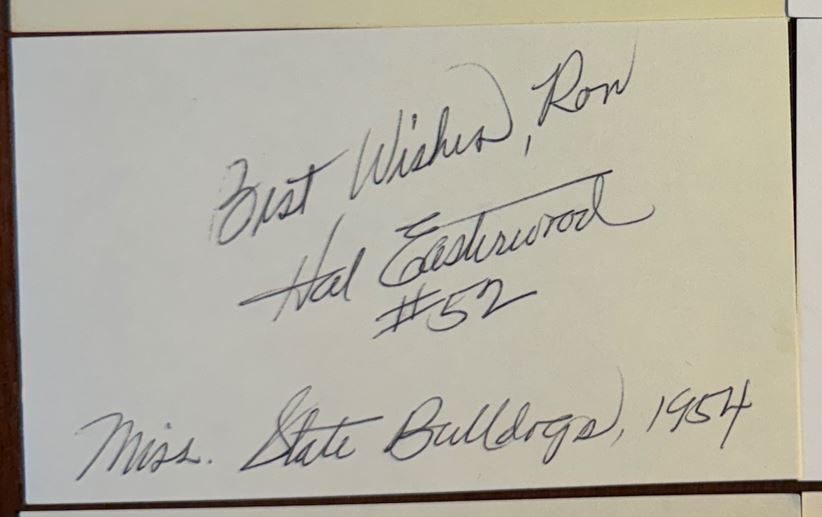 Best Wishes, Ron
Hal Easterwood
#52
Miss. State Bulldogs, 1954